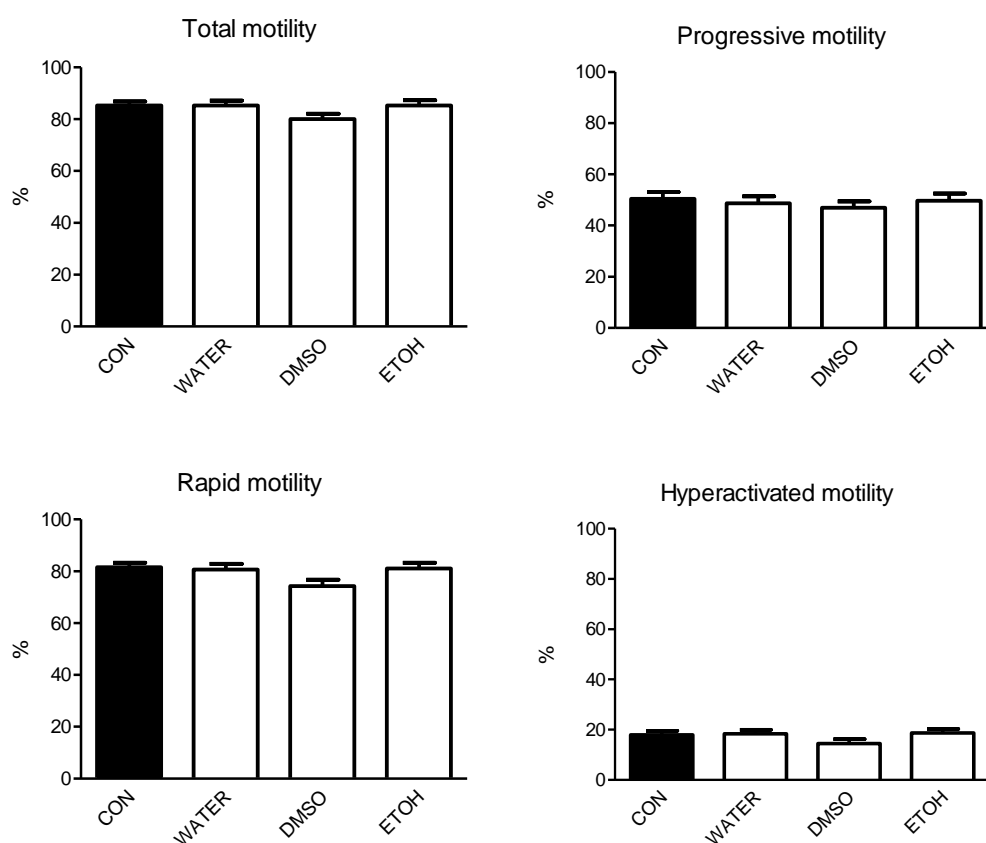 Total motility
100
80
60
40
20
0
%
CON
WATER
DMSO
ETOH
Progressive motility
100
80
60
40
20
0
%
CON
WATER
DMSO
ETOH
Rapid motility
100
80
60
40
20
0
%
CON
WATER
DMSO
ETOH
Hyperactivated motility
100
80
60
40
20
0
%
CON
WATER
DMSO
ETOH